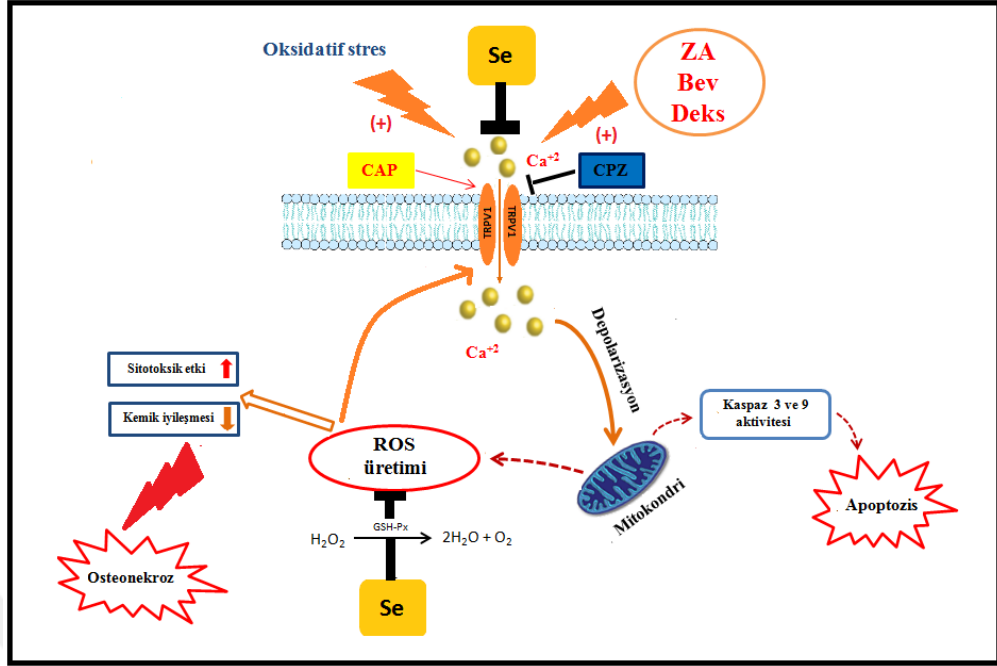 Oksidatif stres
Se
ZA
Bev
Deks
(+)
(+)
CAP
Ca+2
CPZ
TRPV1
TRPV1
Ca+2
Depolarizasyon
Sitotoksik etki
Kemik iyileşmesi
Kaspaz 3 ve 9
aktivitesi
ROS
üretimi
Mitokondri
Apoptozis
GSH-Px
H2O2
2H2O + O2
Osteonekroz
Se